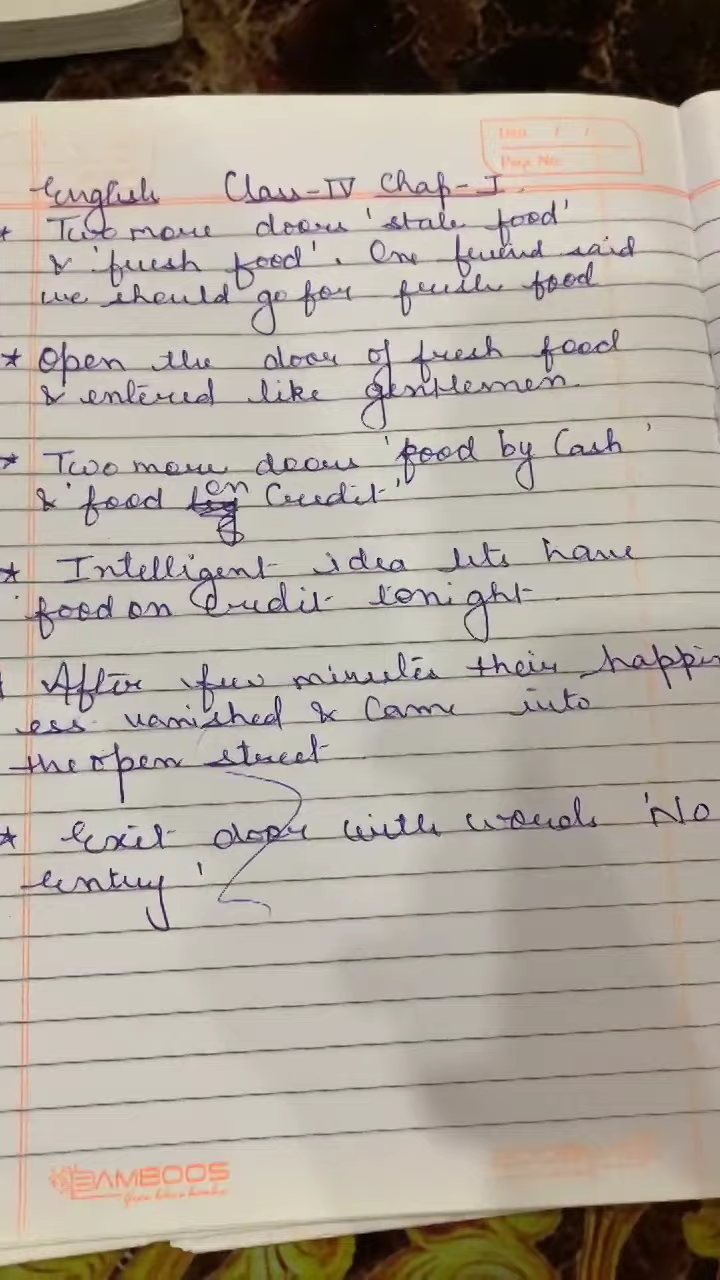 English Class-IV Chap-I.
* Two more doors 'stale food'
& 'fresh food'. One friend said
we should go for fresh food
* Open the door of fresh food
& entered like gentlemen.
* Two more doors 'food by Cash'
& 'food on Credit'
* Intelligent idea lets have
food on Credit tonight
* After few minutes their happin
ess vanished & Came into
the open street
* Exit door with words 'No
Entry'
BAMBOOS